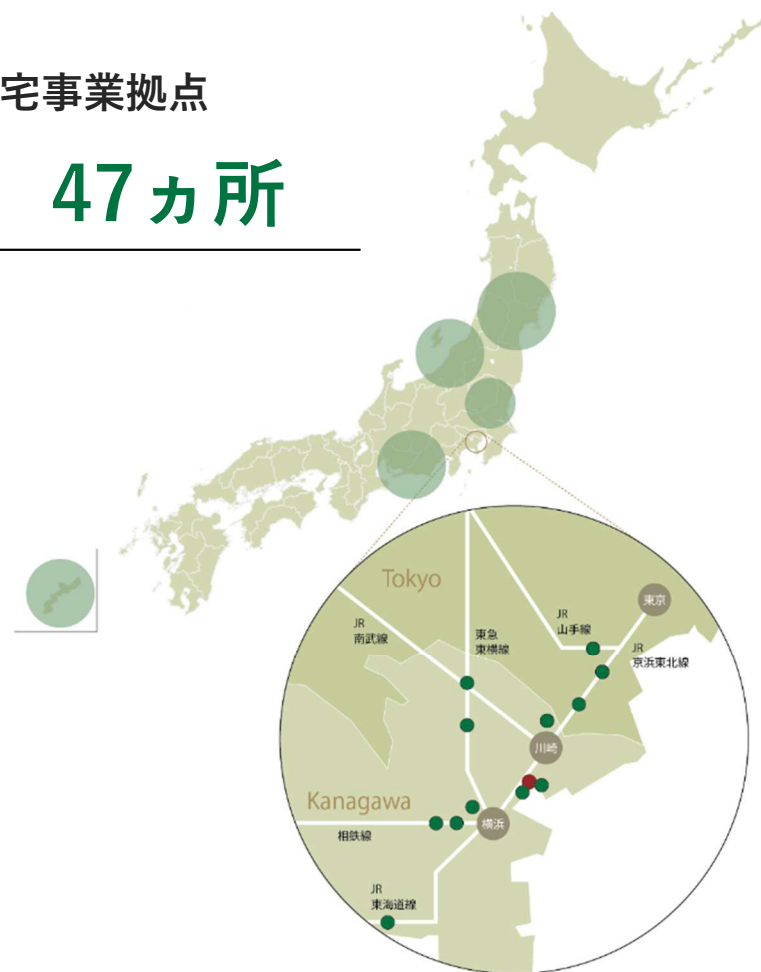 宅事業拠点
47ヵ所
Tokyo
東京
JR
山手線
JR
南武線
東急
東横線
JR
京浜東北線
川崎
Kanagawa
横浜
相鉄線
JR
東海道線